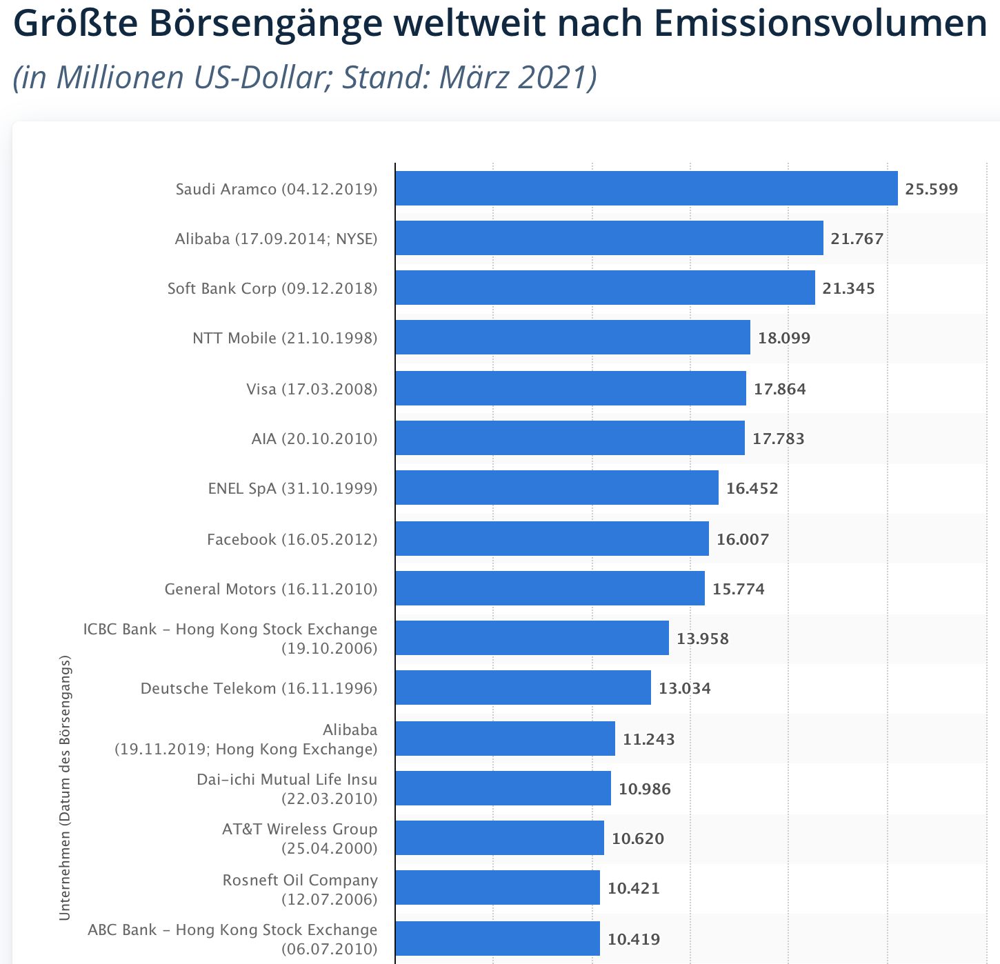 Größte Börsengänge weltweit nach Emissionsvolumen
(in Millionen US-Dollar; Stand: März 2021)
Unternehmen (Datum des Börsengangs)
Saudi Aramco (04.12.2019) 25.599
Alibaba (17.09.2014; NYSE) 21.767
Soft Bank Corp (09.12.2018) 21.345
NTT Mobile (21.10.1998) 18.099
Visa (17.03.2008) 17.864
AIA (20.10.2010) 17.783
ENEL SpA (31.10.1999) 16.452
Facebook (16.05.2012) 16.007
General Motors (16.11.2010) 15.774
ICBC Bank – Hong Kong Stock Exchange
(19.10.2006) 13.958
Deutsche Telekom (16.11.1996) 13.034
Alibaba
(19.11.2019; Hong Kong Exchange) 11.243
Dai-ichi Mutual Life Insu
(22.03.2010) 10.986
AT&T Wireless Group
(25.04.2000) 10.620
Rosneft Oil Company
(12.07.2006) 10.421
ABC Bank – Hong Kong Stock Exchange
(06.07.2010) 10.419